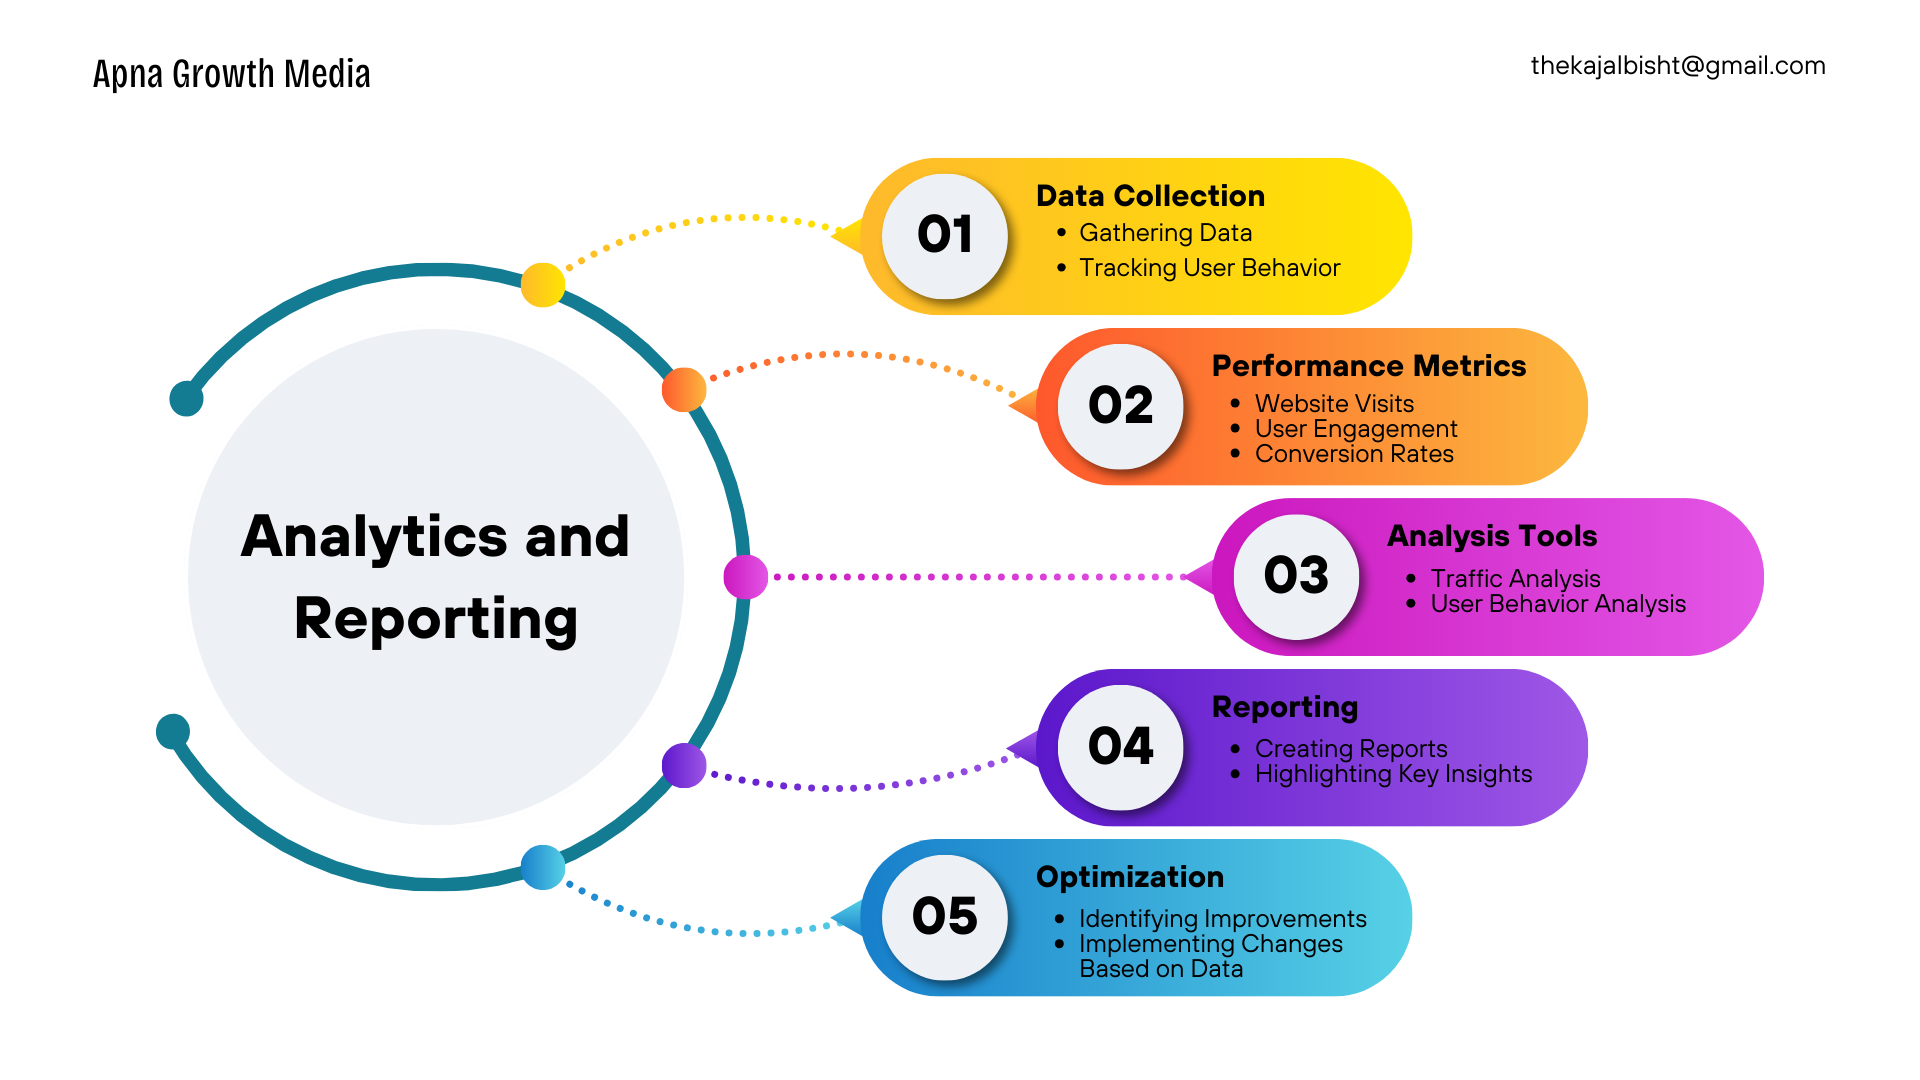 Apna Growth Media
thekajalbisht@gmail.com
Analytics and
Reporting
01
Data Collection
• Gathering Data
• Tracking User Behavior
02
Performance Metrics
• Website Visits
• User Engagement
• Conversion Rates
03
Analysis Tools
• Traffic Analysis
• User Behavior Analysis
04
Reporting
• Creating Reports
• Highlighting Key Insights
05
Optimization
• Identifying Improvements
• Implementing Changes
Based on Data